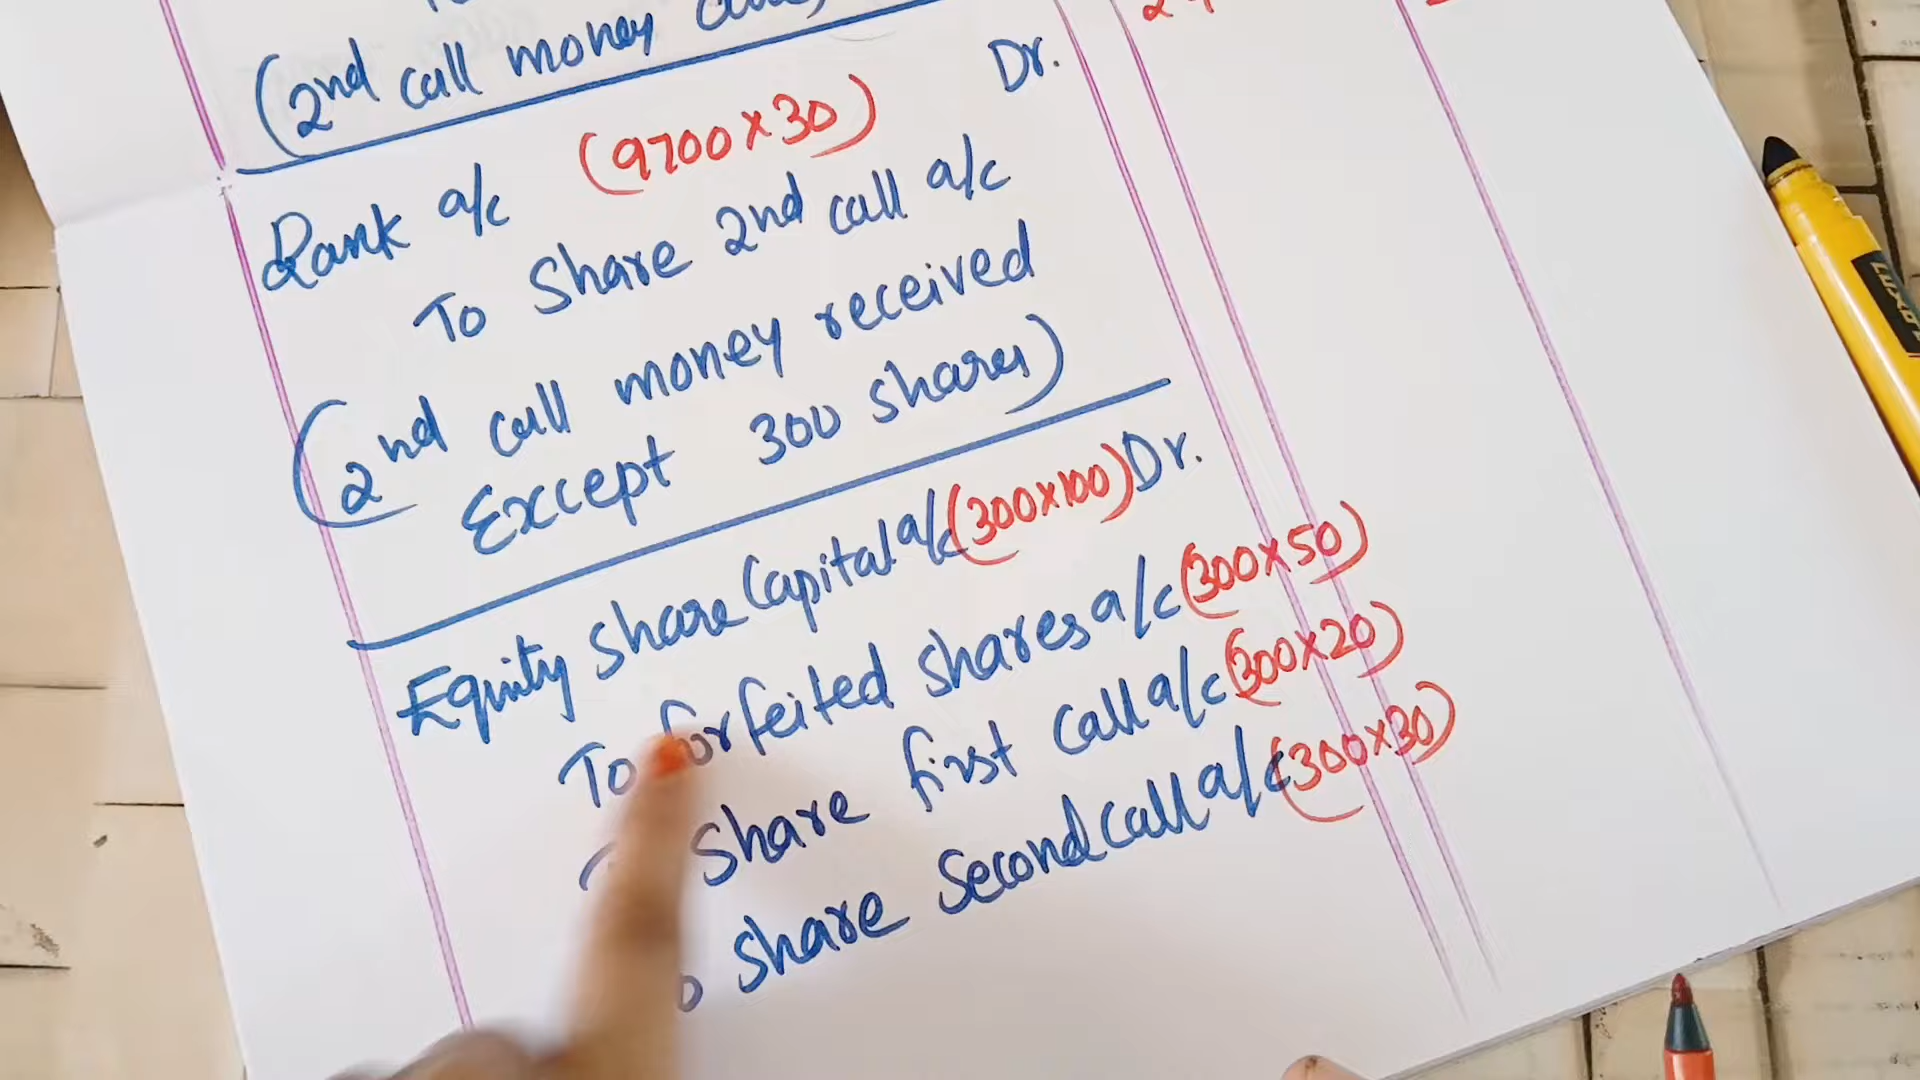 (2nd call money
Bank a/c (9700×30) Dr.
To Share 2nd call a/c
(2nd call money received
Except 300 shares)
Equity Share Capital a/c (300×100) Dr.
To forfeited shares a/c (300×50)
Share first call a/c (300×20)
Share Second call a/c (300×30)